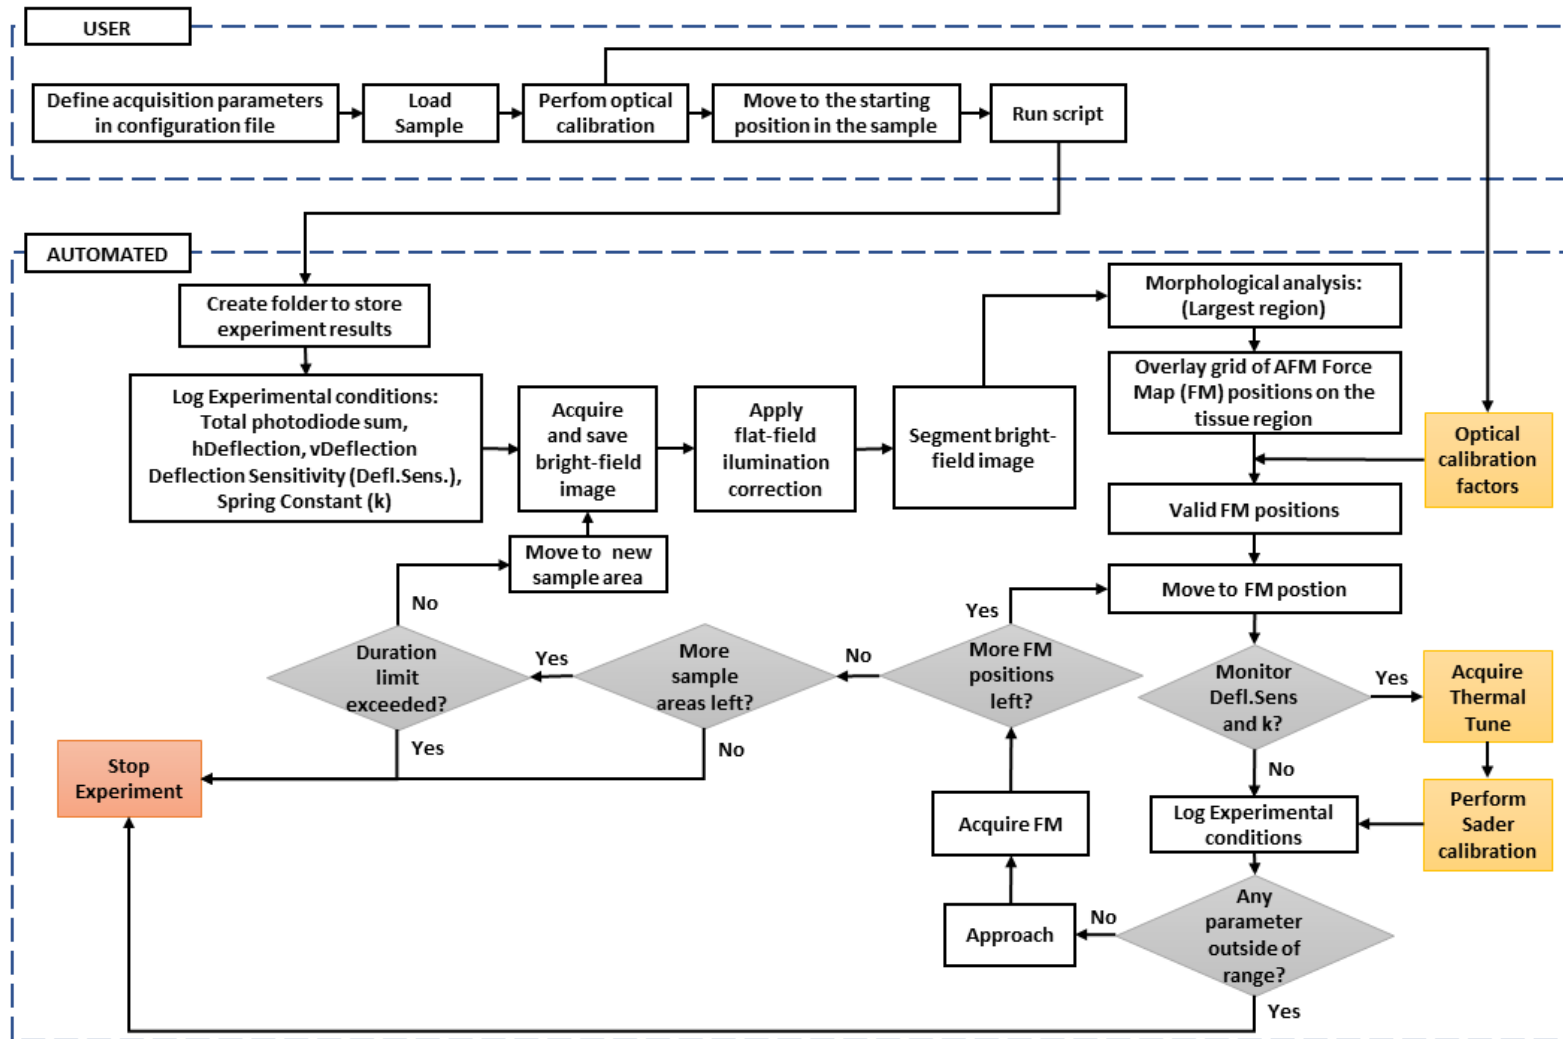 USER
Define acquisition parameters
in configuration file
Load
Sample
Perfom optical
calibration
Move to the starting
position in the sample
Run script
AUTOMATED
Create folder to store
experiment results
Log Experimental conditions:
Total photodiode sum,
hDeflection, vDeflection
Deflection Sensitivity (Defl.Sens.),
Spring Constant (k)
Acquire
and save
bright-field
image
Apply
flat-field
ilumination
correction
Segment bright-
field image
Morphological analysis:
(Largest region)
Overlay grid of AFM Force
Map (FM) positions on the
tissue region
Optical
calibration
factors
Valid FM positions
Move to FM postion
Monitor
Defl.Sens
and k?
Yes
Acquire
Thermal
Tune
Perform
Sader
calibration
No
Log Experimental
conditions
Any
parameter
outside of
range?
Yes
No
Approach
Acquire FM
More FM
positions
left?
Yes
No
More
sample
areas left?
Yes
No
Duration
limit
exceeded?
No
Yes
Move to new
sample area
Stop
Experiment